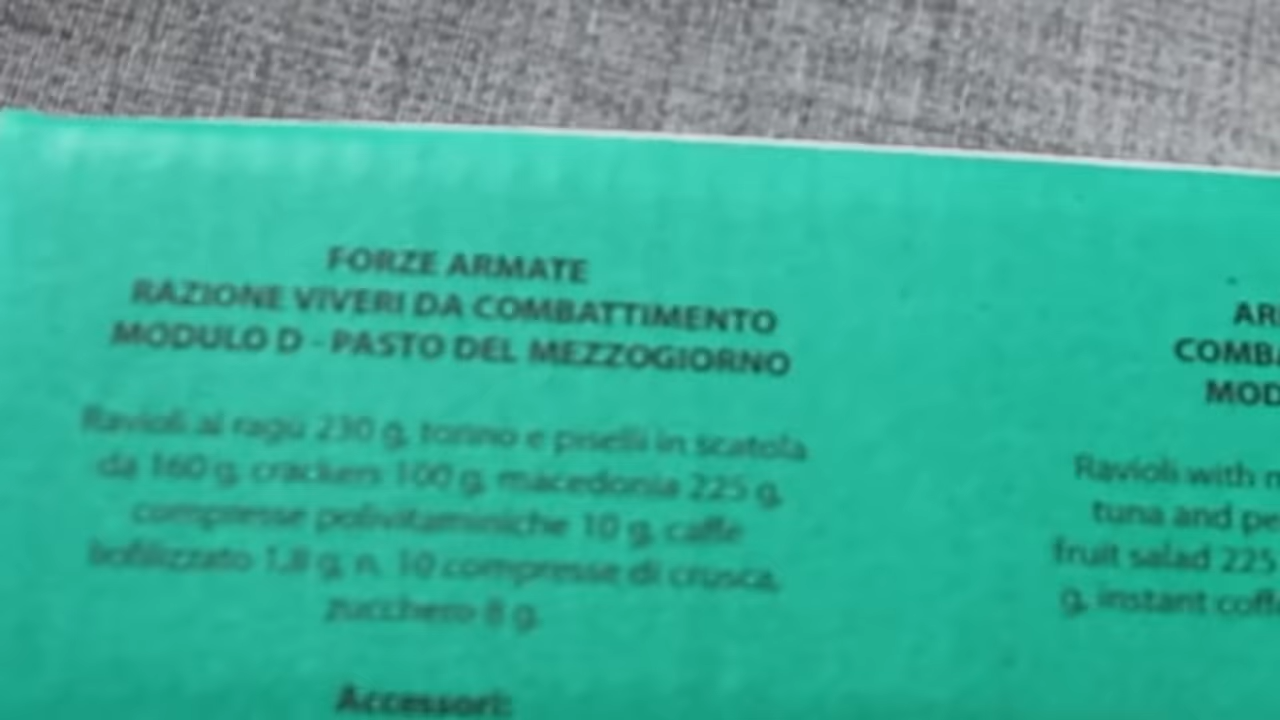 FORZE ARMATE
RAZIONE VIVERI DA COMBATTIMENTO
MODULO D - PASTO DEL MEZZOGIORNO
Ravioli al ragù 230 g, tonno e piselli in scatola
da 160 g, crackers 100 g, macedonia 225 g,
compresse polivitaminiche 10 g, caffè
liofilizzato 1,8 g, n. 10 compresse di crusca,
zucchero 8 g.
Accessori:
AR
COMBA
MOD
Ravioli with m
tuna and pe
fruit salad 225
g, instant coff